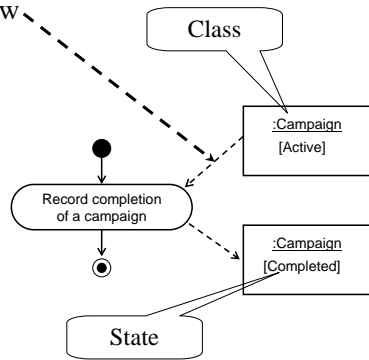 w
Class
:Campaign
[Active]
Record completion
of a campaign
:Campaign
[Completed]
State